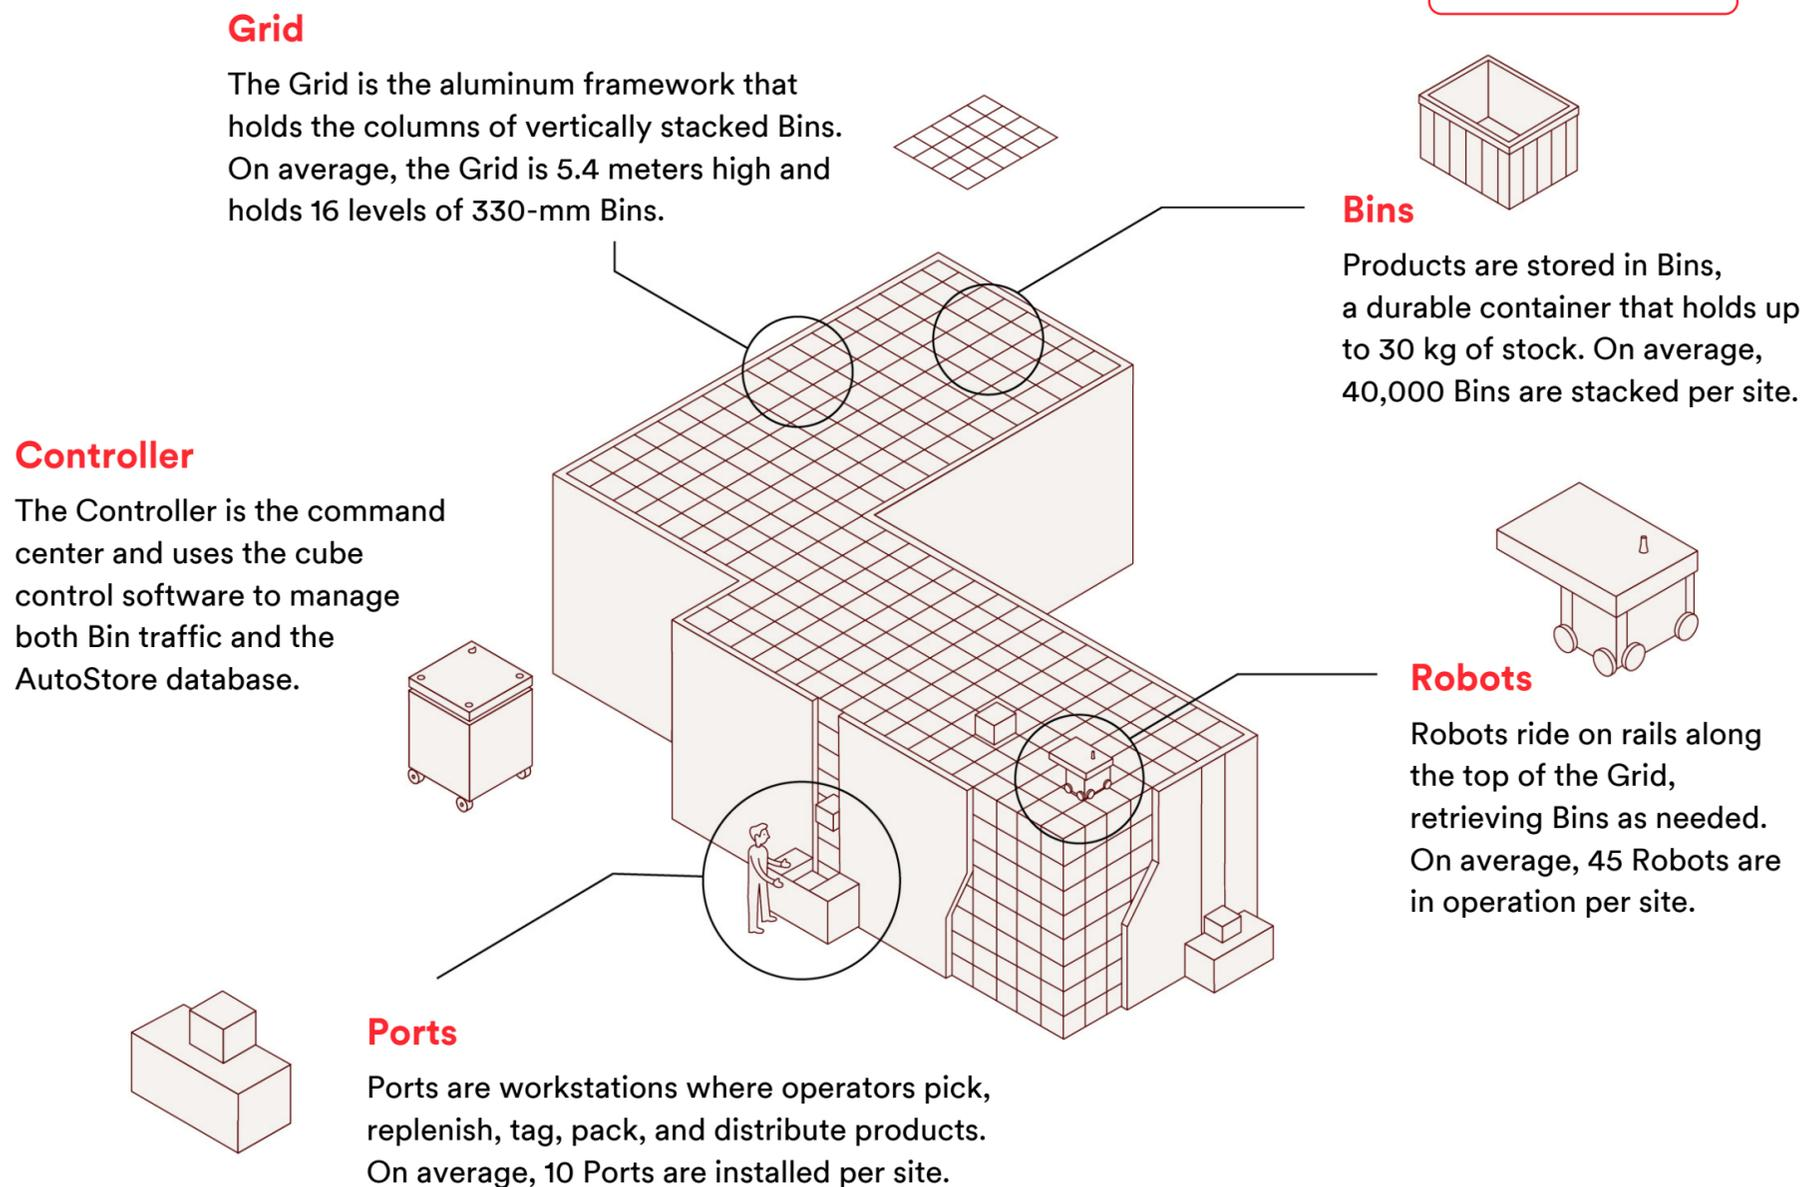 Grid
The Grid is the aluminum framework that
holds the columns of vertically stacked Bins.
On average, the Grid is 5.4 meters high and
holds 16 levels of 330-mm Bins.
Bins
Products are stored in Bins,
a durable container that holds up
to 30 kg of stock. On average,
40,000 Bins are stacked per site.
Controller
The Controller is the command
center and uses the cube
control software to manage
both Bin traffic and the
AutoStore database.
Robots
Robots ride on rails along
the top of the Grid,
retrieving Bins as needed.
On average, 45 Robots are
in operation per site.
Ports
Ports are workstations where operators pick,
replenish, tag, pack, and distribute products.
On average, 10 Ports are installed per site.